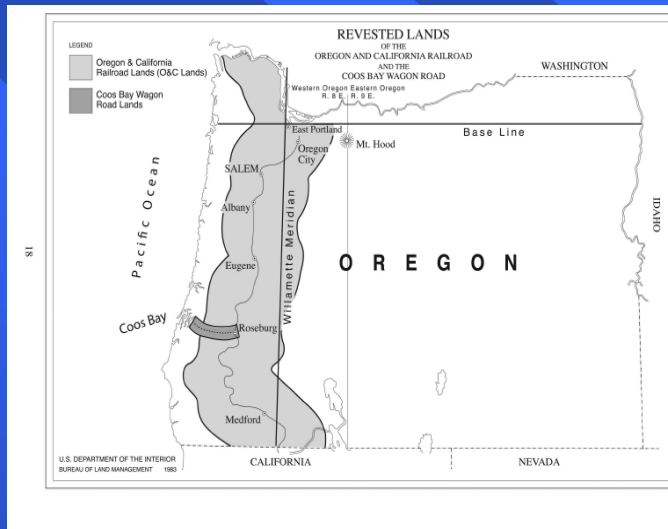 REVESTED LANDS
OF THE
OREGON AND CALIFORNIA RAILROAD
AND THE
COOS BAY WAGON ROAD
LEGEND
Oregon & California
Railroad Lands (O&C Lands)
Coos Bay Wagon
Road Lands
WASHINGTON
Western Oregon Eastern Oregon
R. 8 E. R. 9 E.
East Portland
Base Line
Oregon
City
Mt. Hood
SALEM
Albany
Pacific Ocean
Willamette Meridian
IDAHO
18
Eugene
OREGON
Coos Bay
Roseburg
Medford
U.S. DEPARTMENT OF THE INTERIOR
BUREAU OF LAND MANAGEMENT 1993
CALIFORNIA
NEVADA